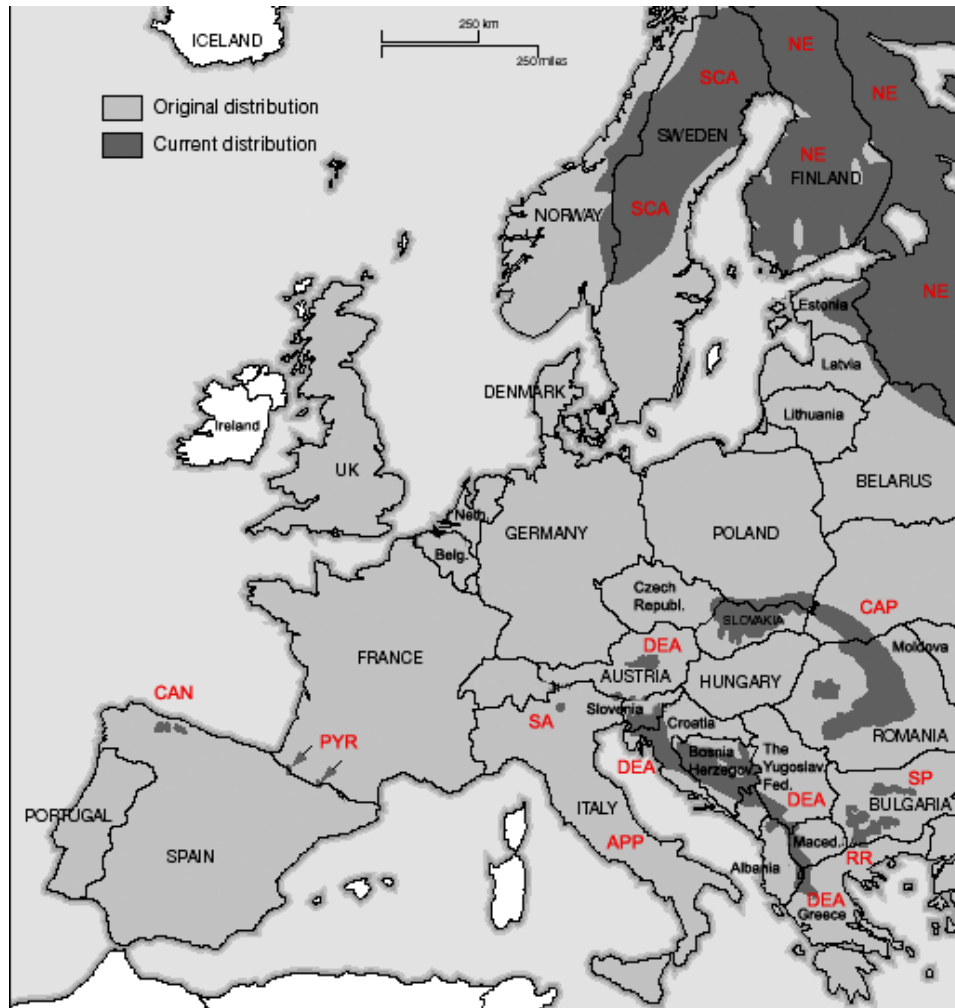 ICELAND
250 km
250 miles
Original distribution
Current distribution
NE
SCA
NE
SWEDEN
NE
FINLAND
SCA
NORWAY
NE
Estonia
Latvia
DENMARK
Lithuania
Ireland
UK
BELARUS
Neth.
GERMANY
POLAND
Belg.
Czech
Republ.
CAP
SLOVAKIA
Moldova
DEA
FRANCE
AUSTRIA
HUNGARY
CAN
SA
Slovenia
Croatia
ROMANIA
PYR
Bosnia
Herzegov.
The
Yugoslav.
Fed.
DEA
SP
DEA
BULGARIA
ITALY
PORTUGAL
APP
Maced.
SPAIN
Albania
RR
DEA
Greece